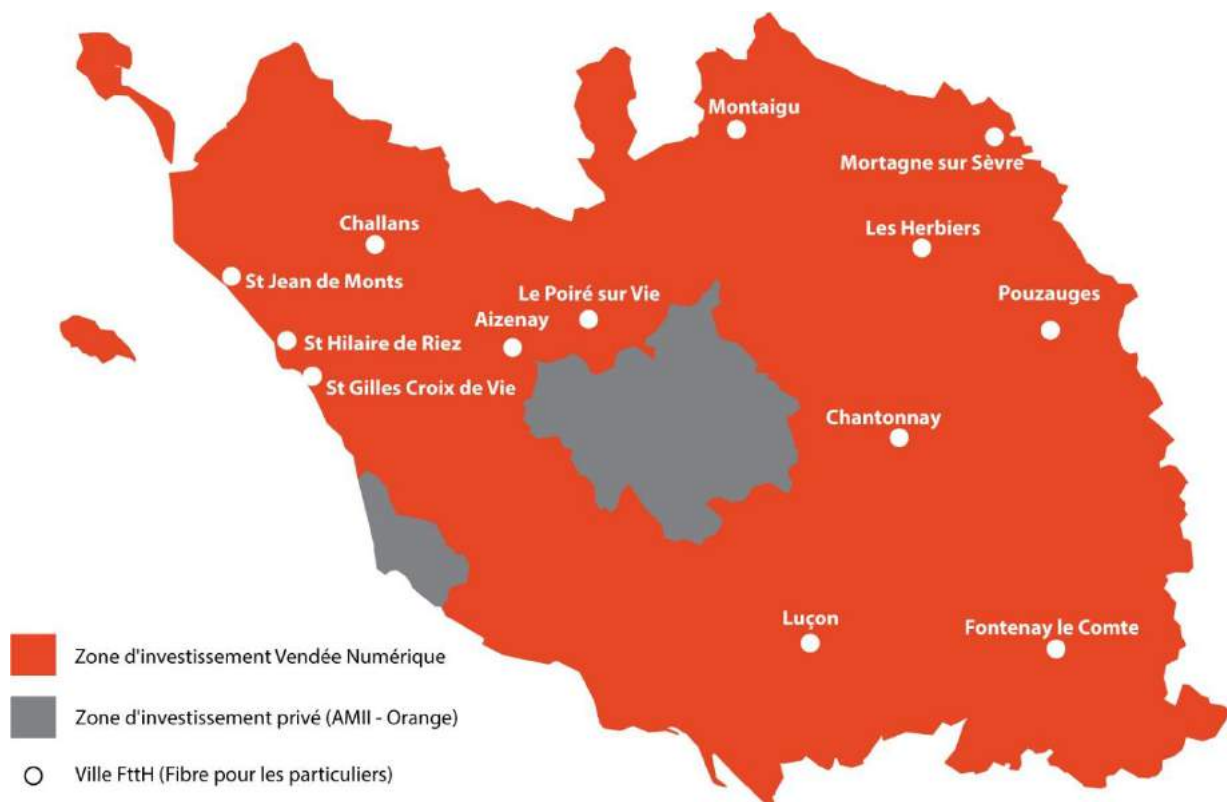 Montaigu
Mortagne sur Sèvre
Challans
Les Herbiers
St Jean de Monts
Le Poiré sur Vie
Pouzauges
Aizenay
St Hilaire de Riez
St Gilles Croix de Vie
Chantonnay
Luçon
Fontenay le Comte
Zone d'investissement Vendée Numérique
Zone d'investissement privé (AMII - Orange)
Ville FttH (Fibre pour les particuliers)